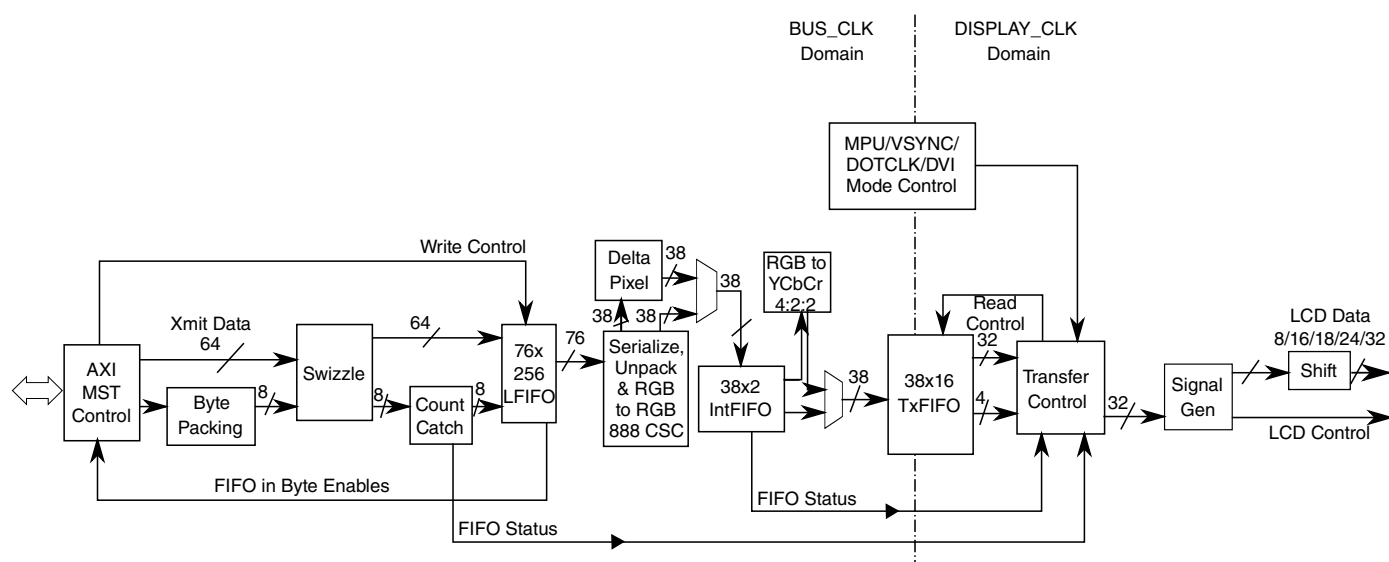 BUS_CLK
Domain
DISPLAY_CLK
Domain
MPU/VSYNC/
DOTCLK/DVI
Mode Control
Write Control
Delta
Pixel
38
38
RGB to
YCbCr
4:2:2
Read
Control
Xmit Data
64
64
38
38
76
32
LCD Data
8/16/18/24/32
AXI
MST
Control
Swizzle
76x
256
LFIFO
Serialize,
Unpack
& RGB
to RGB
888 CSC
38x2
IntFIFO
38
38x16
TxFIFO
Transfer
Control
Signal
Gen
Shift
Byte
Packing
8
8
Count
Catch
8
4
32
LCD Control
FIFO in Byte Enables
FIFO Status
FIFO Status